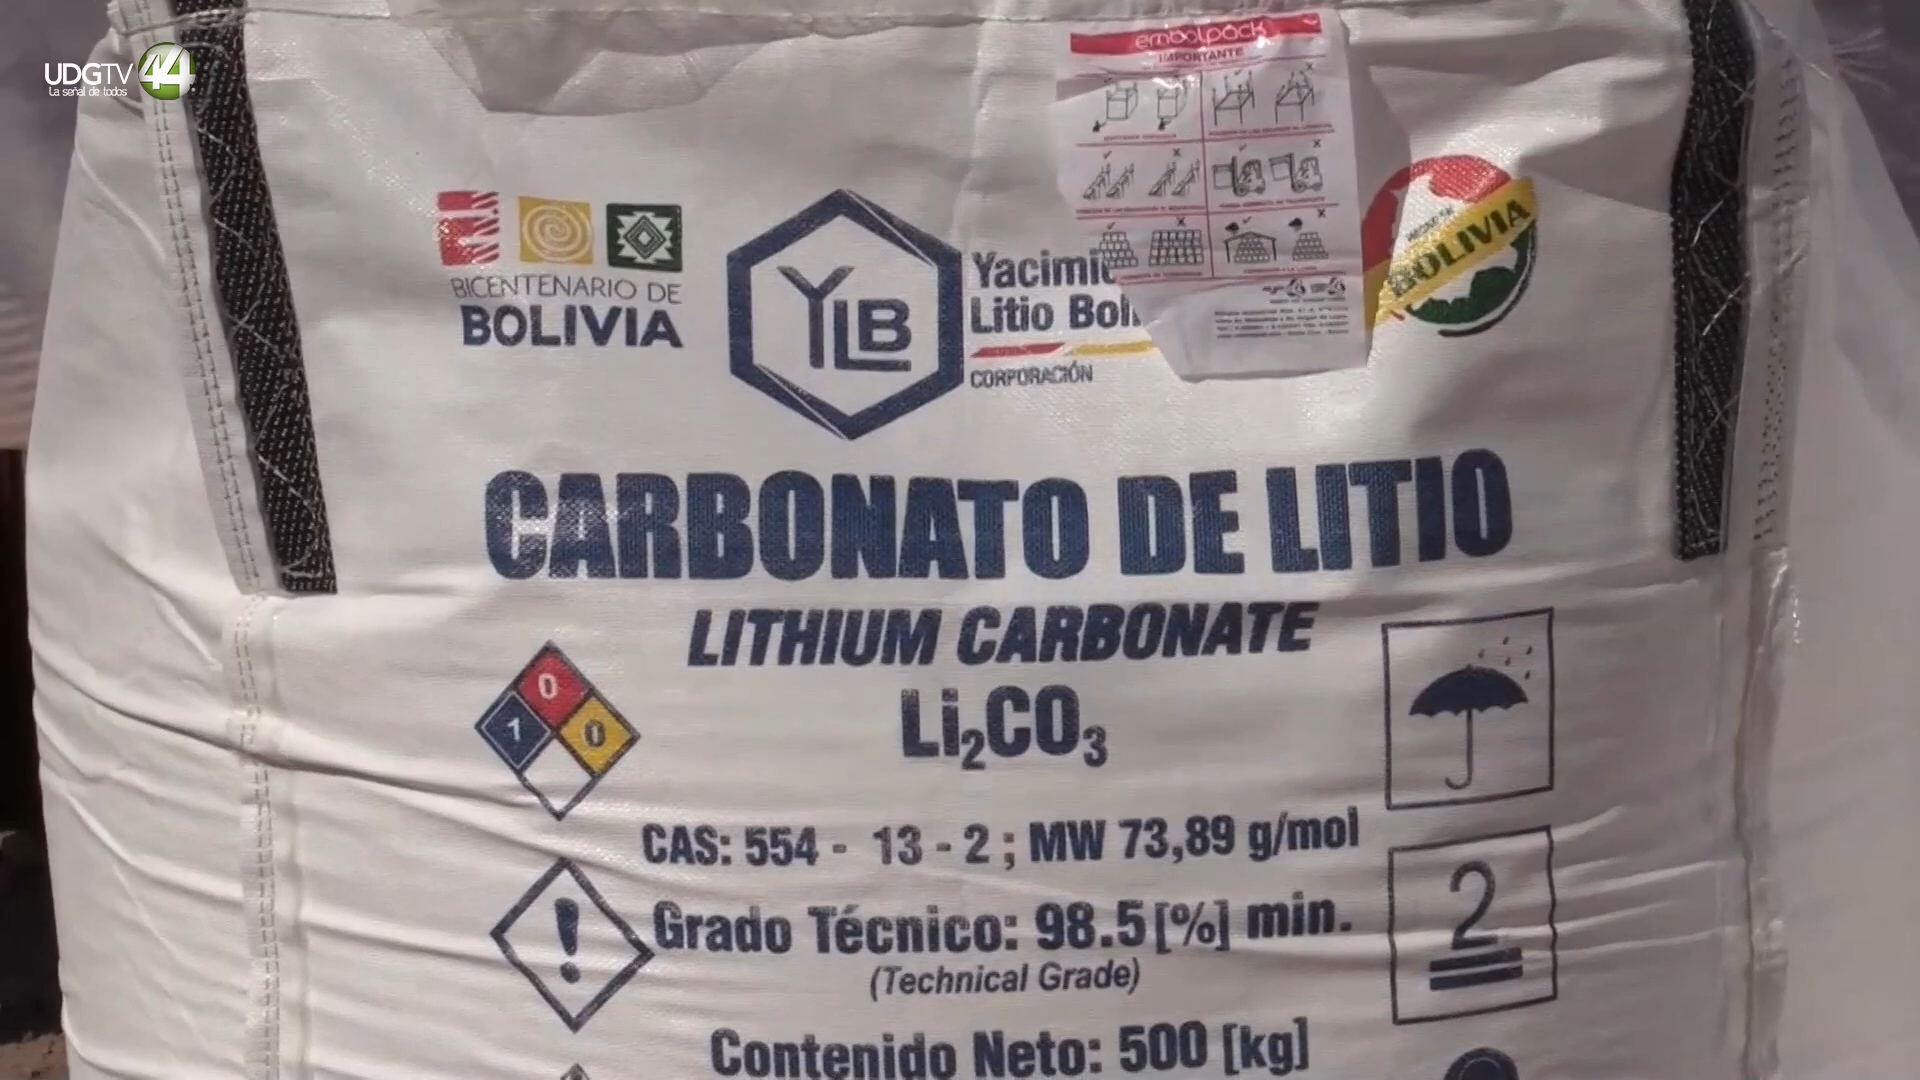 UDGTV 44
La señal de todos
embolpack
IMPORTANTE
BICENTENARIO DE
BOLIVIA
YLB
Yacimi
Litio Boli
CORPORACIÓN
BOLIVIA
CARBONATO DE LITIO
LITHIUM CARBONATE
Li₂CO₃
0
1
0
CAS: 554 - 13 - 2 ; MW 73,89 g/mol
Grado Técnico: 98.5 [%] min.
(Technical Grade)
2
Contenido Neto: 500 [kg]